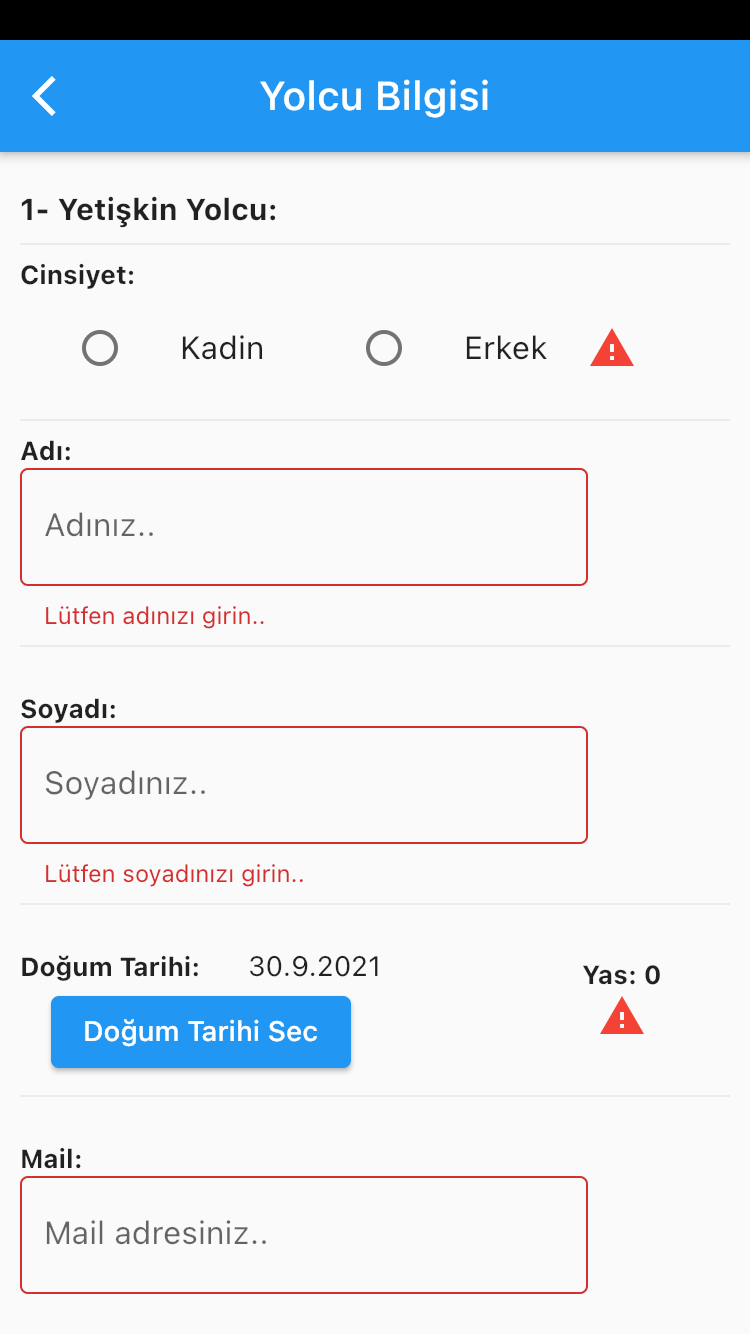 Yolcu Bilgisi
1- Yetişkin Yolcu:
Cinsiyet:
Kadin Erkek
Adı:
Adınız..
Lütfen adınızı girin..
Soyadı:
Soyadınız..
Lütfen soyadınızı girin..
Doğum Tarihi: 30.9.2021 Yas: 0
Doğum Tarihi Sec
Mail:
Mail adresiniz..